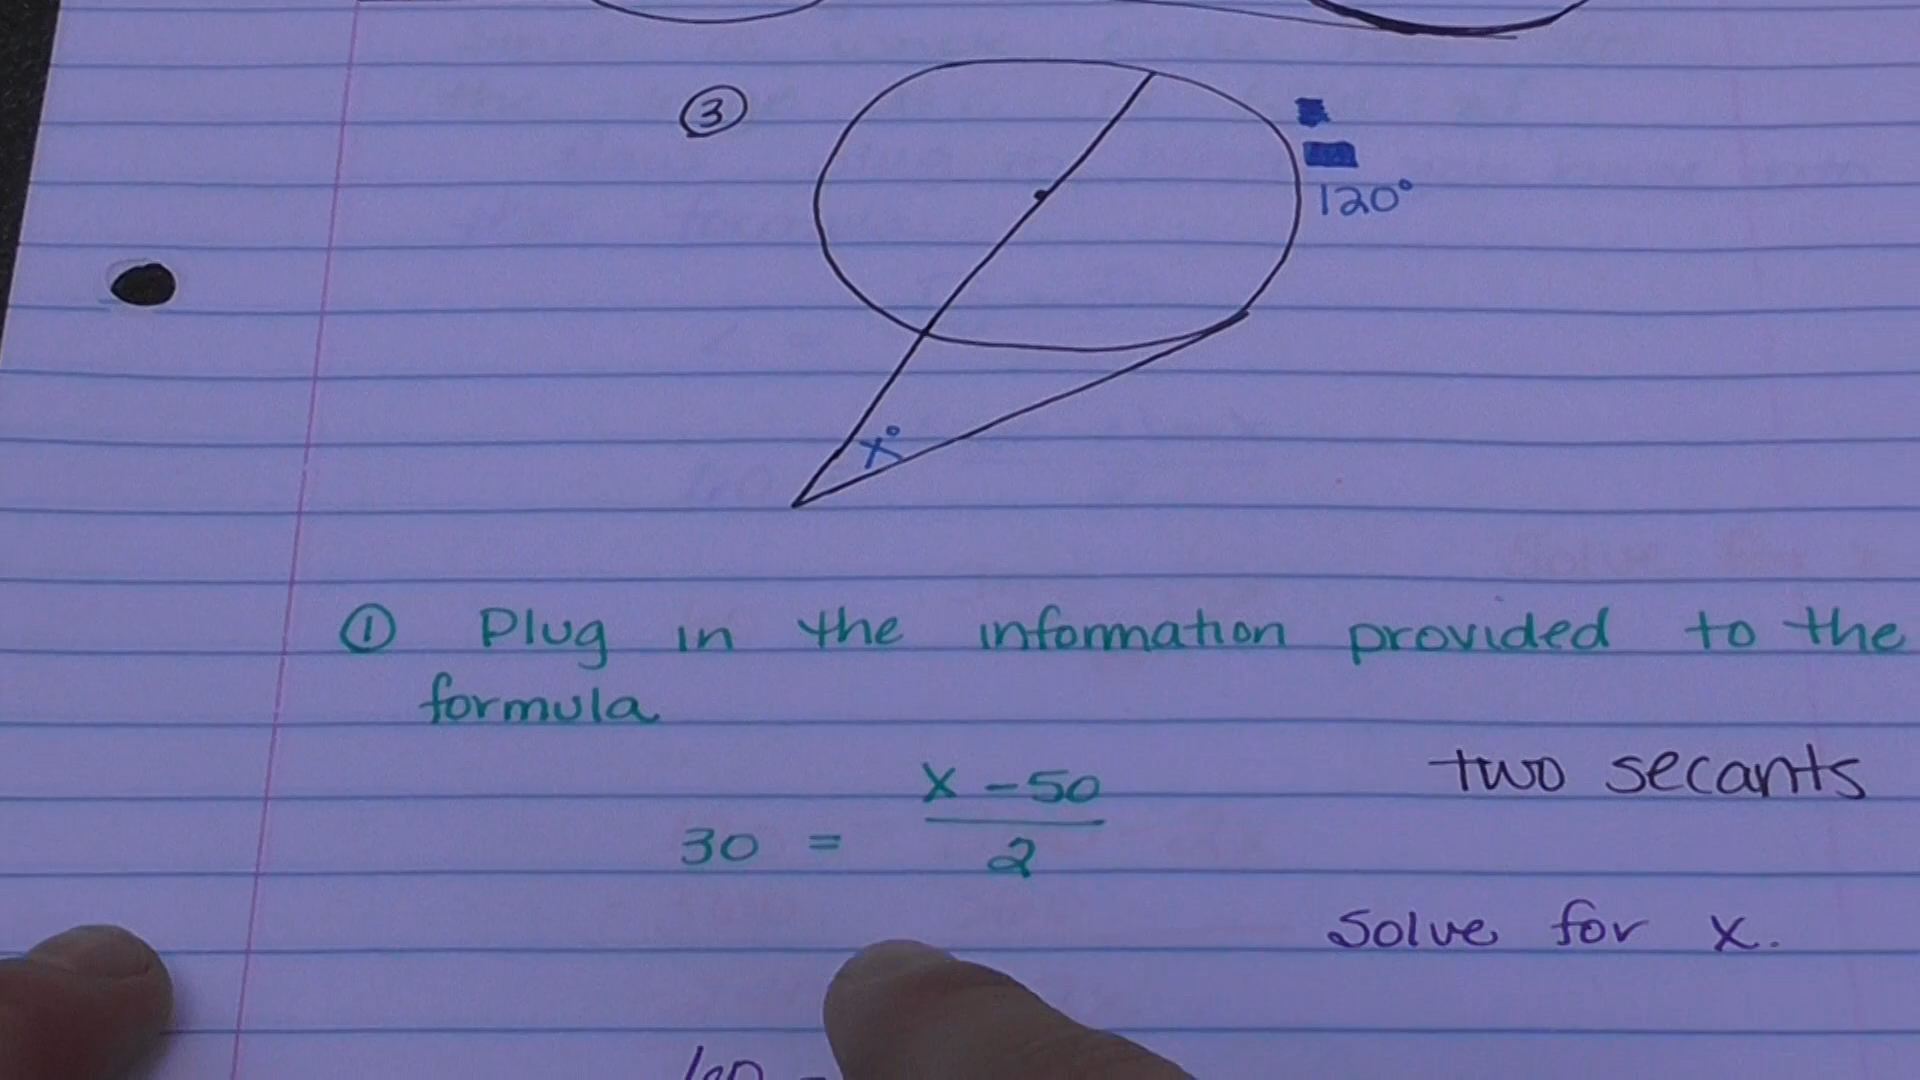 3
120°
x°
① Plug in the information provided to the
formula
30 = x - 50 / 2
two secants
Solve for x.